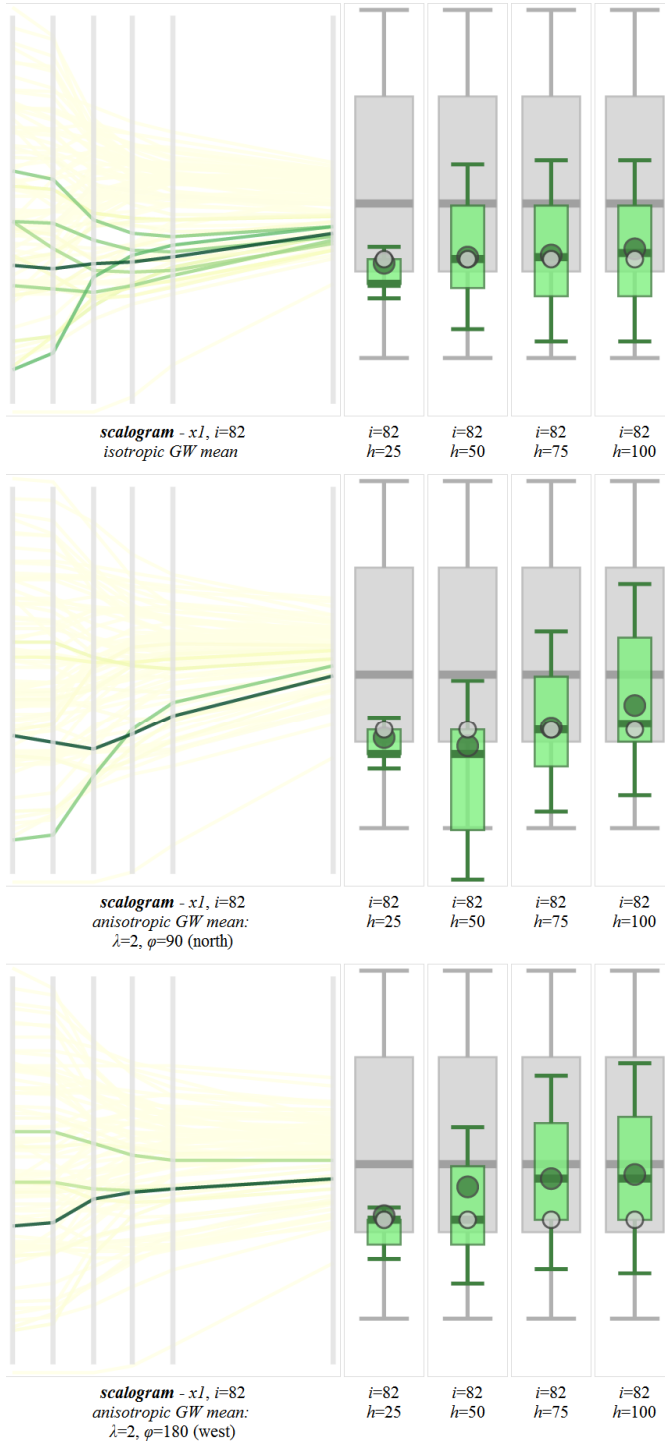 scalogram - x1, i=82
isotropic GW mean
i=82
h=25
i=82
h=50
i=82
h=75
i=82
h=100
scalogram - x1, i=82
anisotropic GW mean:
λ=2, φ=90 (north)
i=82
h=25
i=82
h=50
i=82
h=75
i=82
h=100
scalogram - x1, i=82
anisotropic GW mean:
λ=2, φ=180 (west)
i=82
h=25
i=82
h=50
i=82
h=75
i=82
h=100